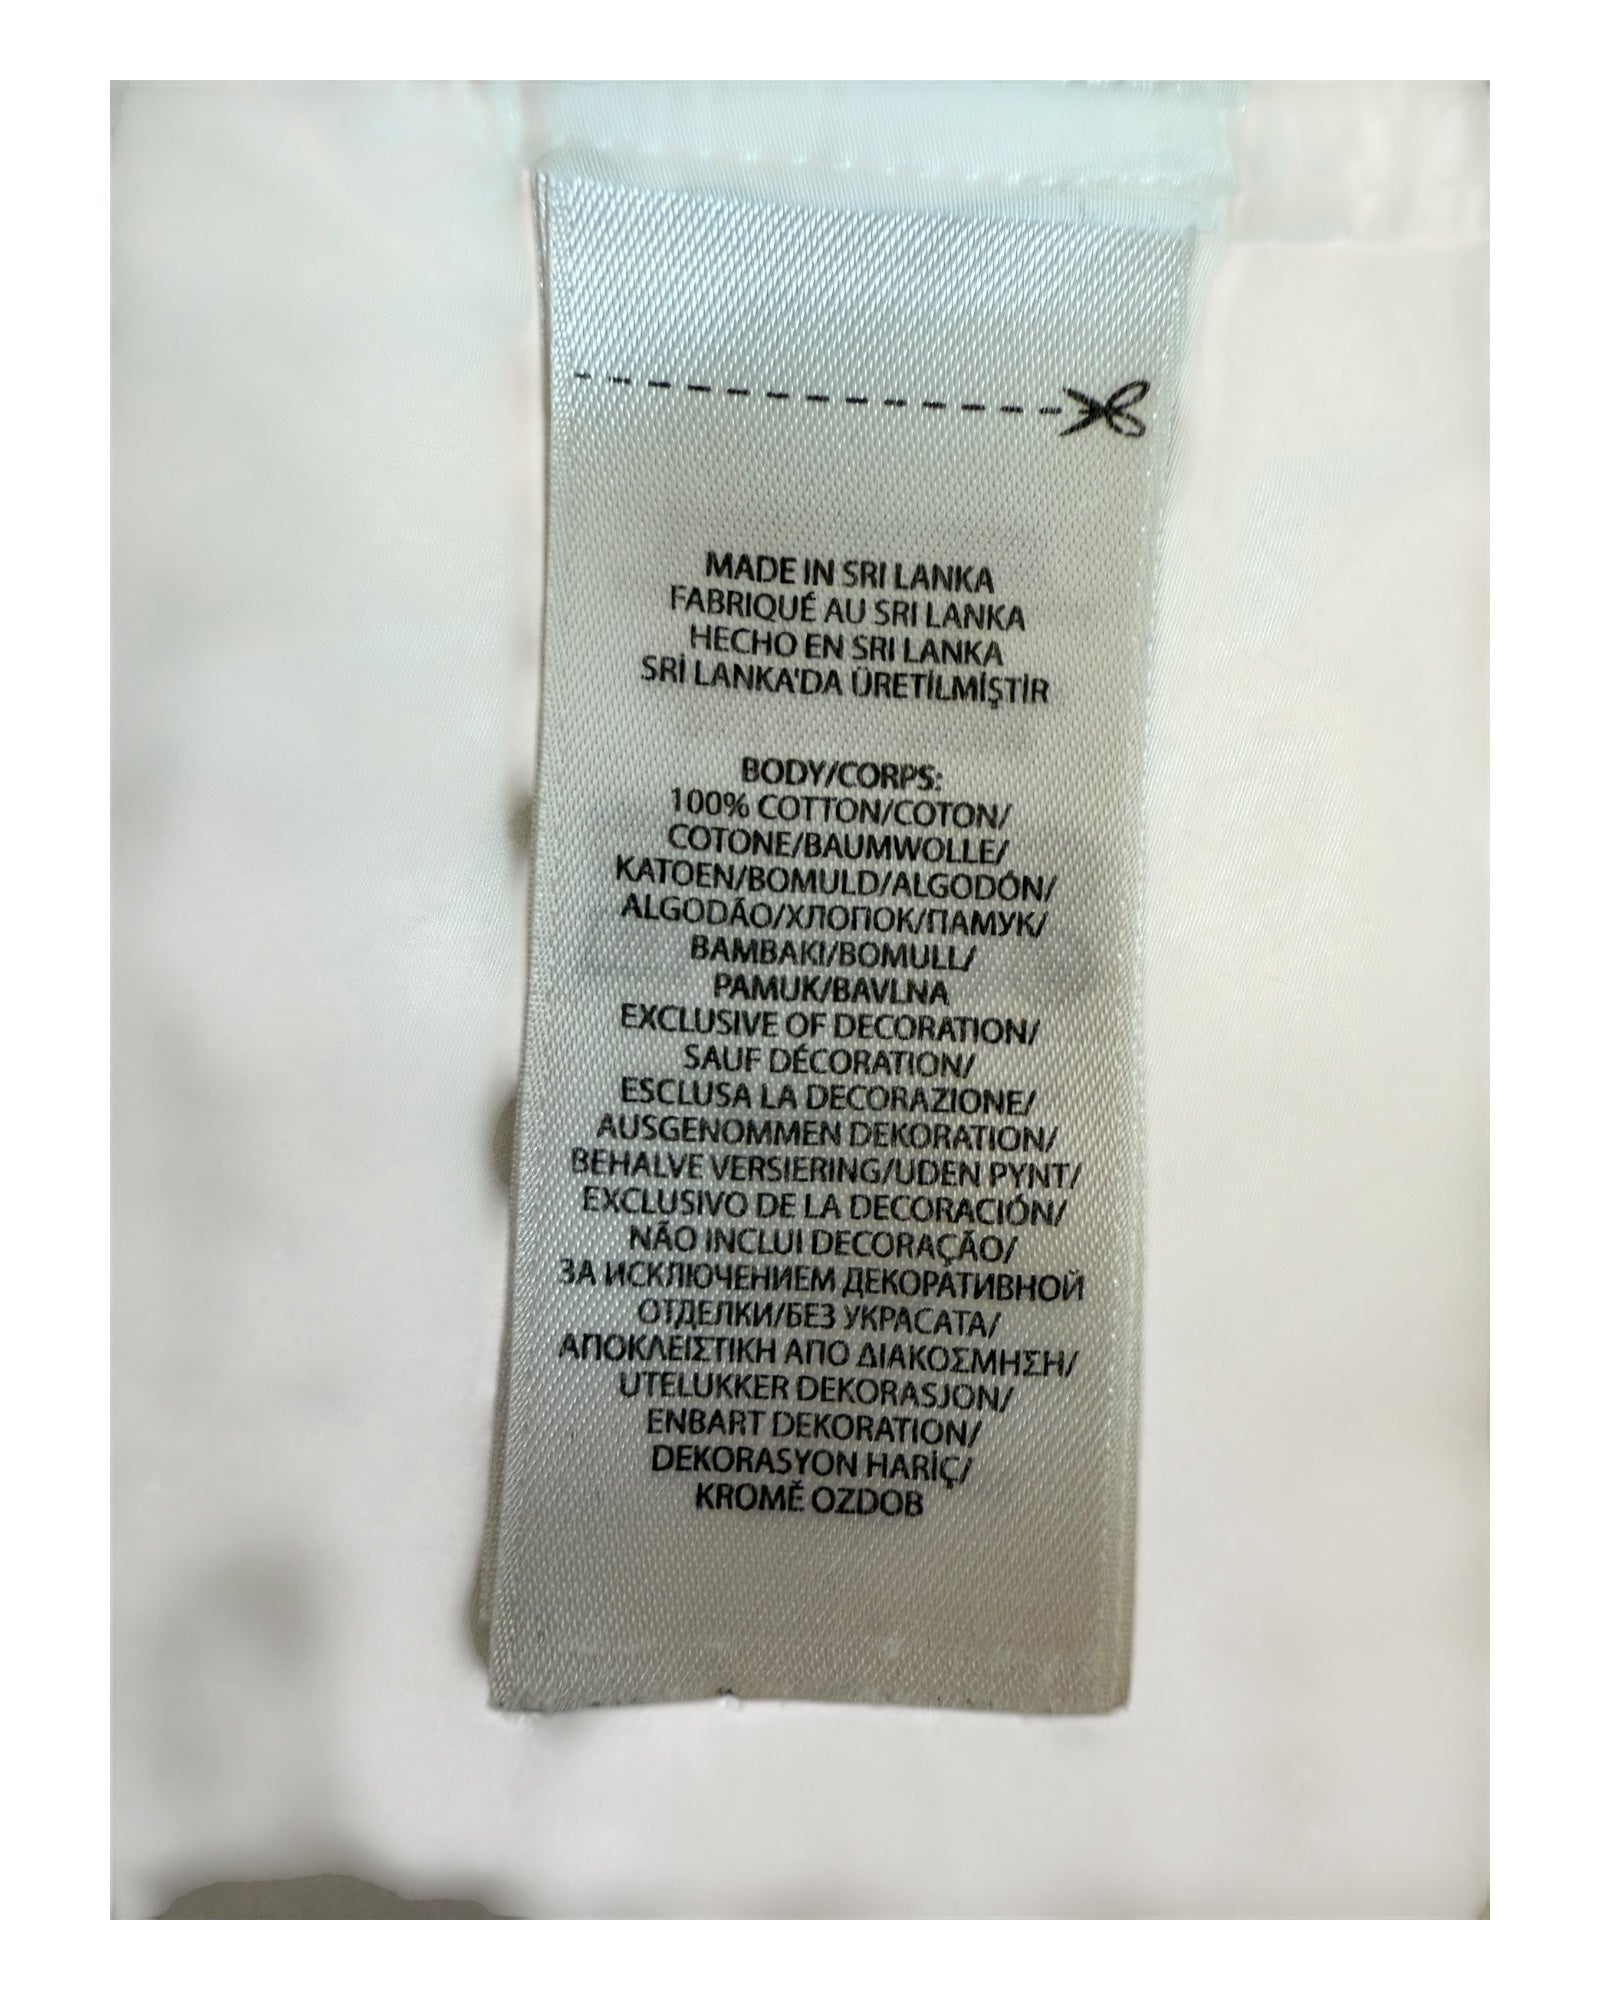 MADE IN SRI LANKA
FABRIQUÉ AU SRI LANKA
HECHO EN SRI LANKA
SRİ LANKA'DA ÜRETİLMİŞTİR
BODY/CORPS:
100% COTTON/COTON/
COTONE/BAUMWOLLE/
KATOEN/BOMULD/ALGODÓN/
ALGODÃO/ХЛОПОК/ПАМУК/
ΒΑΜΒΑΚΙ/BOMULL/
PAMUK/BAVLNA
EXCLUSIVE OF DECORATION/
SAUF DÉCORATION/
ESCLUSA LA DECORAZIONE/
AUSGENOMMEN DEKORATION/
BEHALVE VERSIERING/UDEN PYNT/
EXCLUSIVO DE LA DECORACIÓN/
NÃO INCLUI DECORAÇÃO/
ЗА ИСКЛЮЧЕНИЕМ ДЕКОРАТИВНОЙ
ОТДЕЛКИ/БЕЗ УКРАСАТА/
ΑΠΟΚΛΕΙΣΤΙΚΗ ΑΠΟ ΔΙΑΚΟΣΜΗΣΗ/
UTELUKKER DEKORASJON/
ENBART DEKORATION/
DEKORASYON HARİÇ/
KROMĚ OZDOB